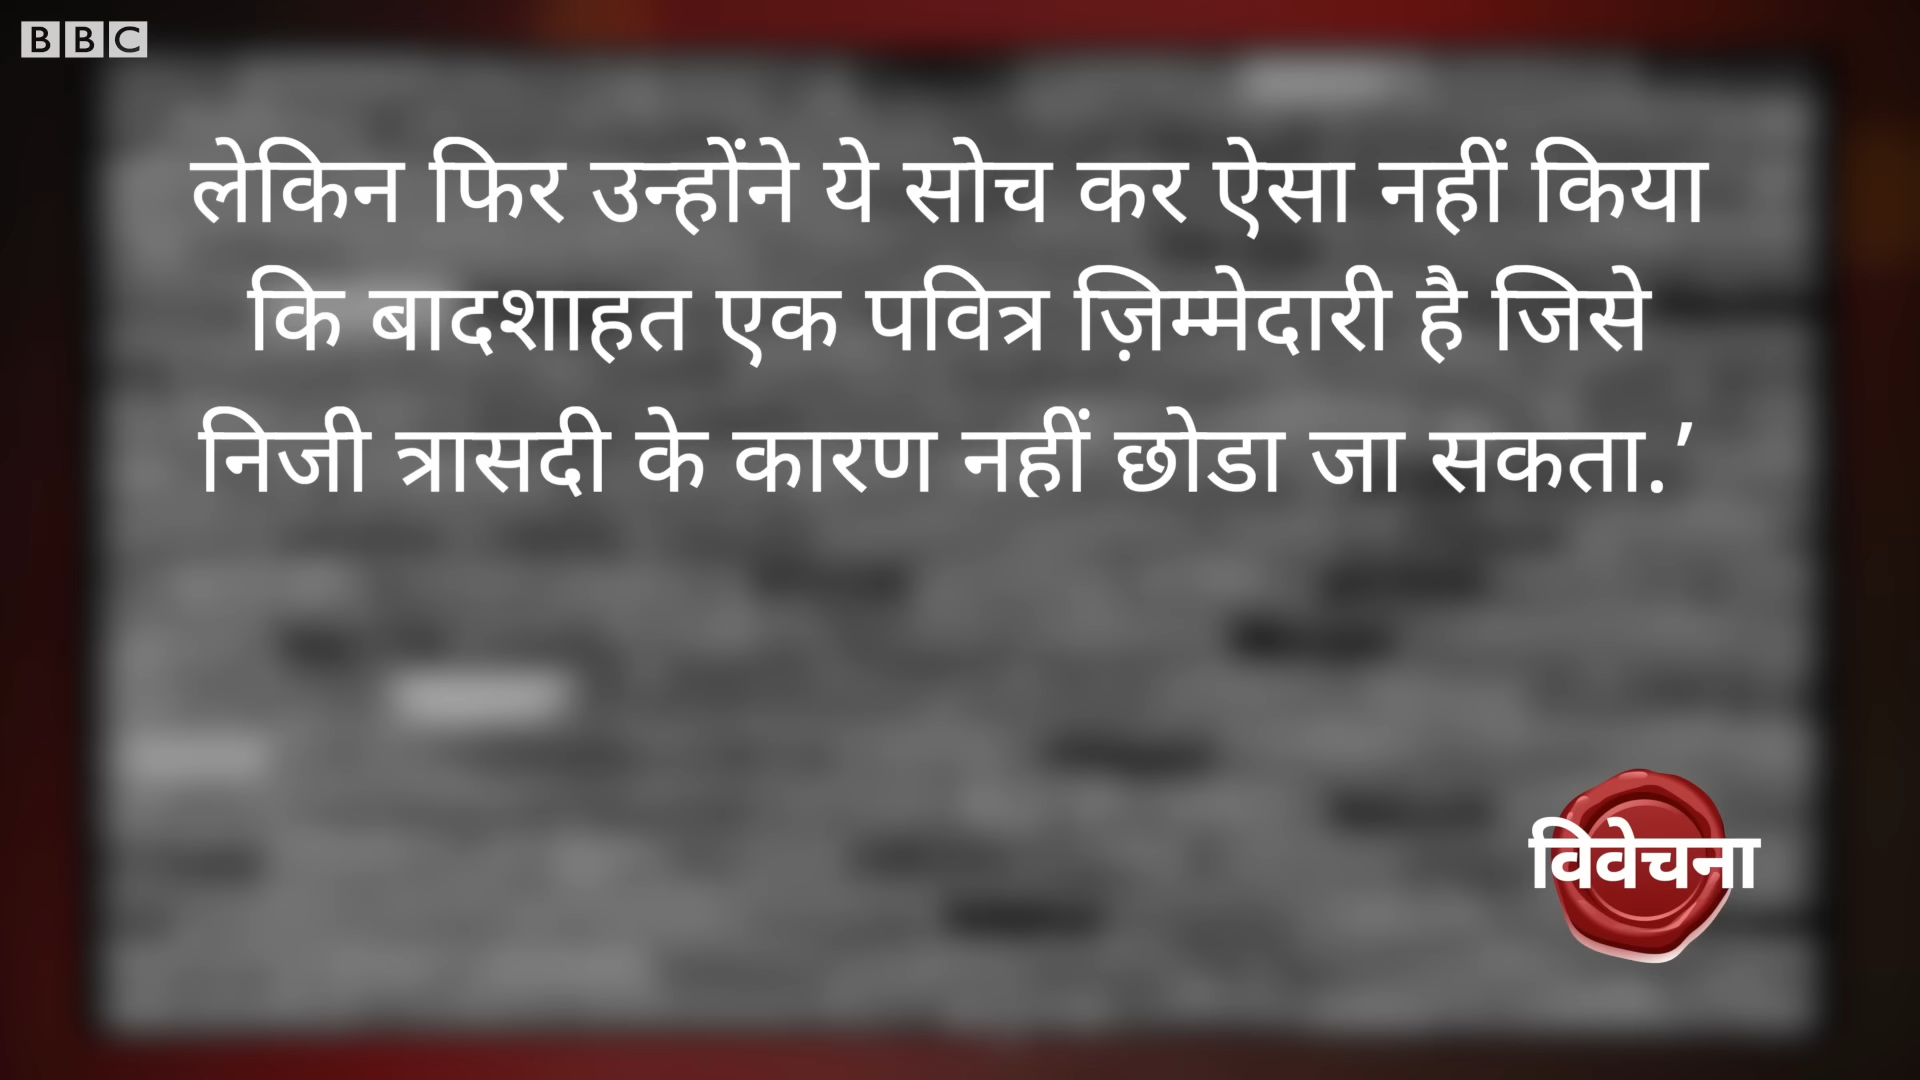 BBC
लेकिन फिर उन्होंने ये सोच कर ऐसा नहीं किया
कि बादशाहत एक पवित्र ज़िम्मेदारी है जिसे
निजी त्रासदी के कारण नहीं छोडा जा सकता.’
विवेचना